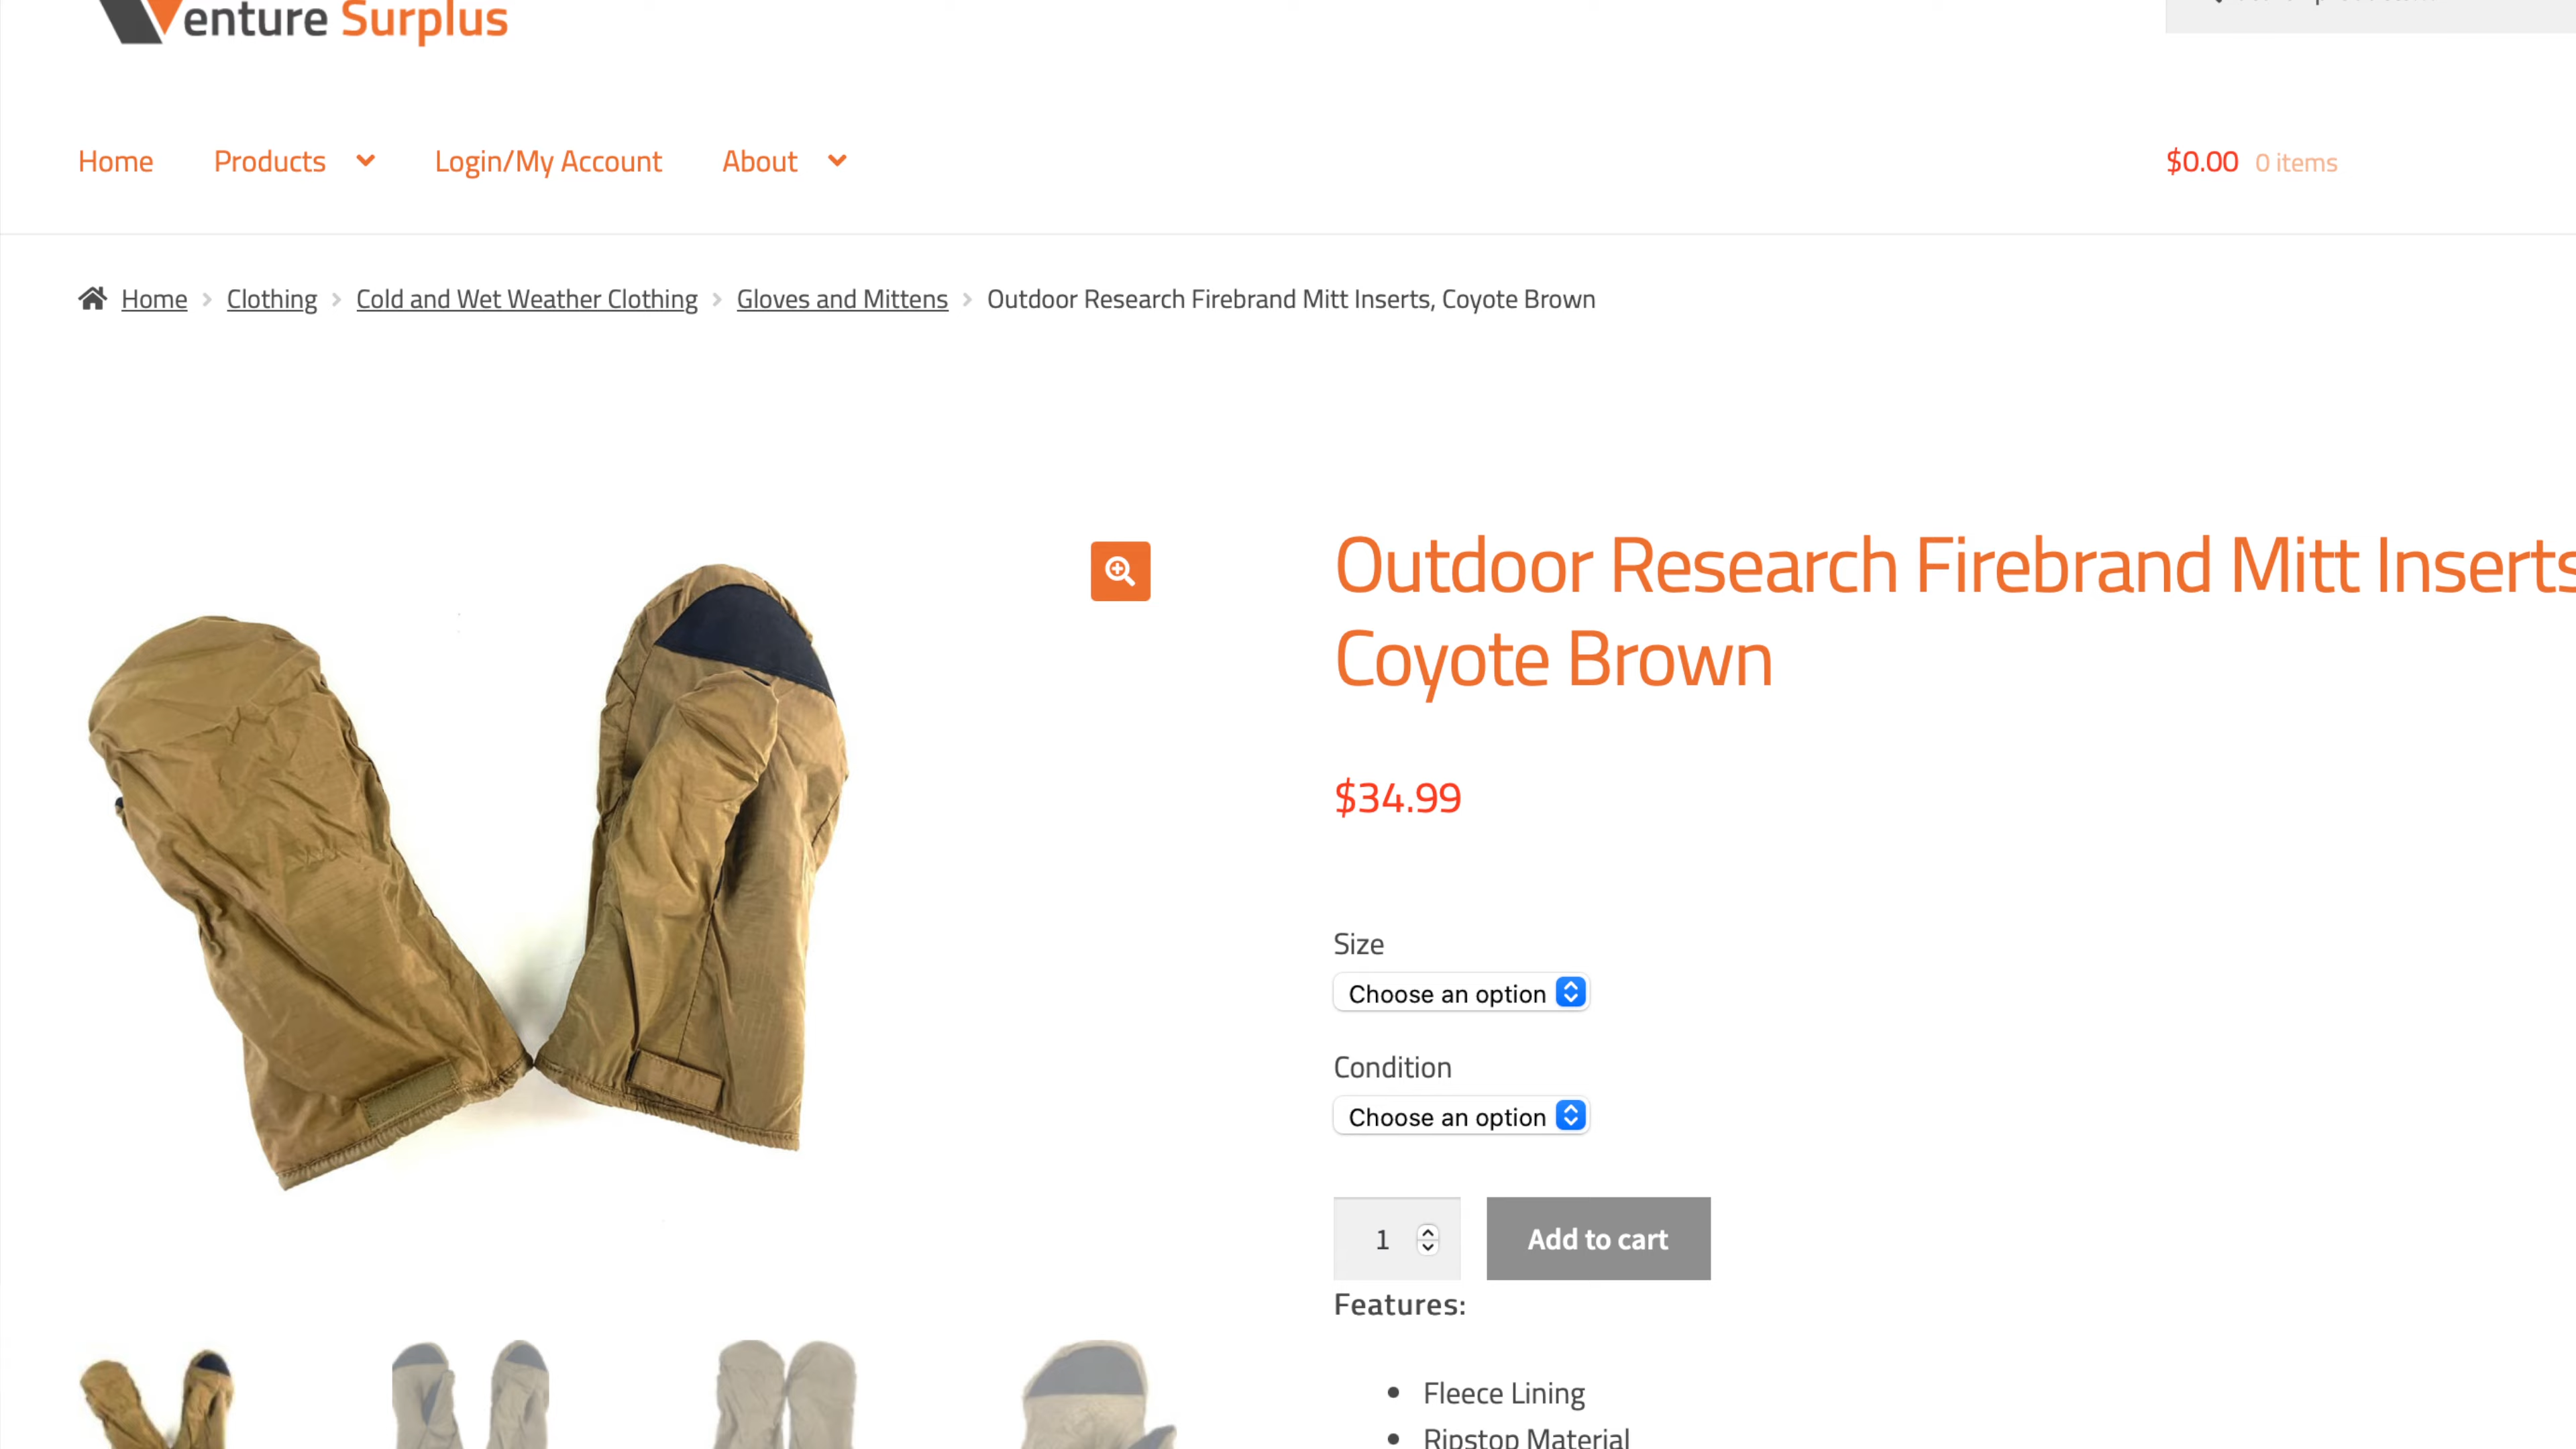 enture Surplus
Home
Products
Login/My Account
About
$0.00 0 items
Home
Clothing
Cold and Wet Weather Clothing
Gloves and Mittens
Outdoor Research Firebrand Mitt Inserts, Coyote Brown
Outdoor Research Firebrand Mitt Inserts
Coyote Brown
$34.99
Size
Choose an option
Condition
Choose an option
1
Add to cart
Features:
• Fleece Lining
• Ripstop Material